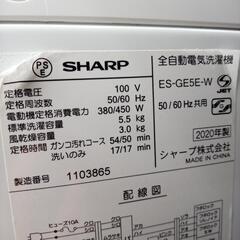 PS
E
SHARP
全自動電気洗濯機
ES-GE5E-W
JET
50/60 Hz共用
定格電圧 100 V
定格周波数 50/60 Hz
電動機定格消費電力 380/450 W
標準洗濯容量 5.5 kg
風乾燥容量 3.0 kg
定格時間 ガンコ汚れコース 54/50 min
洗いのみ 17/17 min
2020年製
製造番号 1103865
シャープ株式会社
配線図
ヒューズ10A